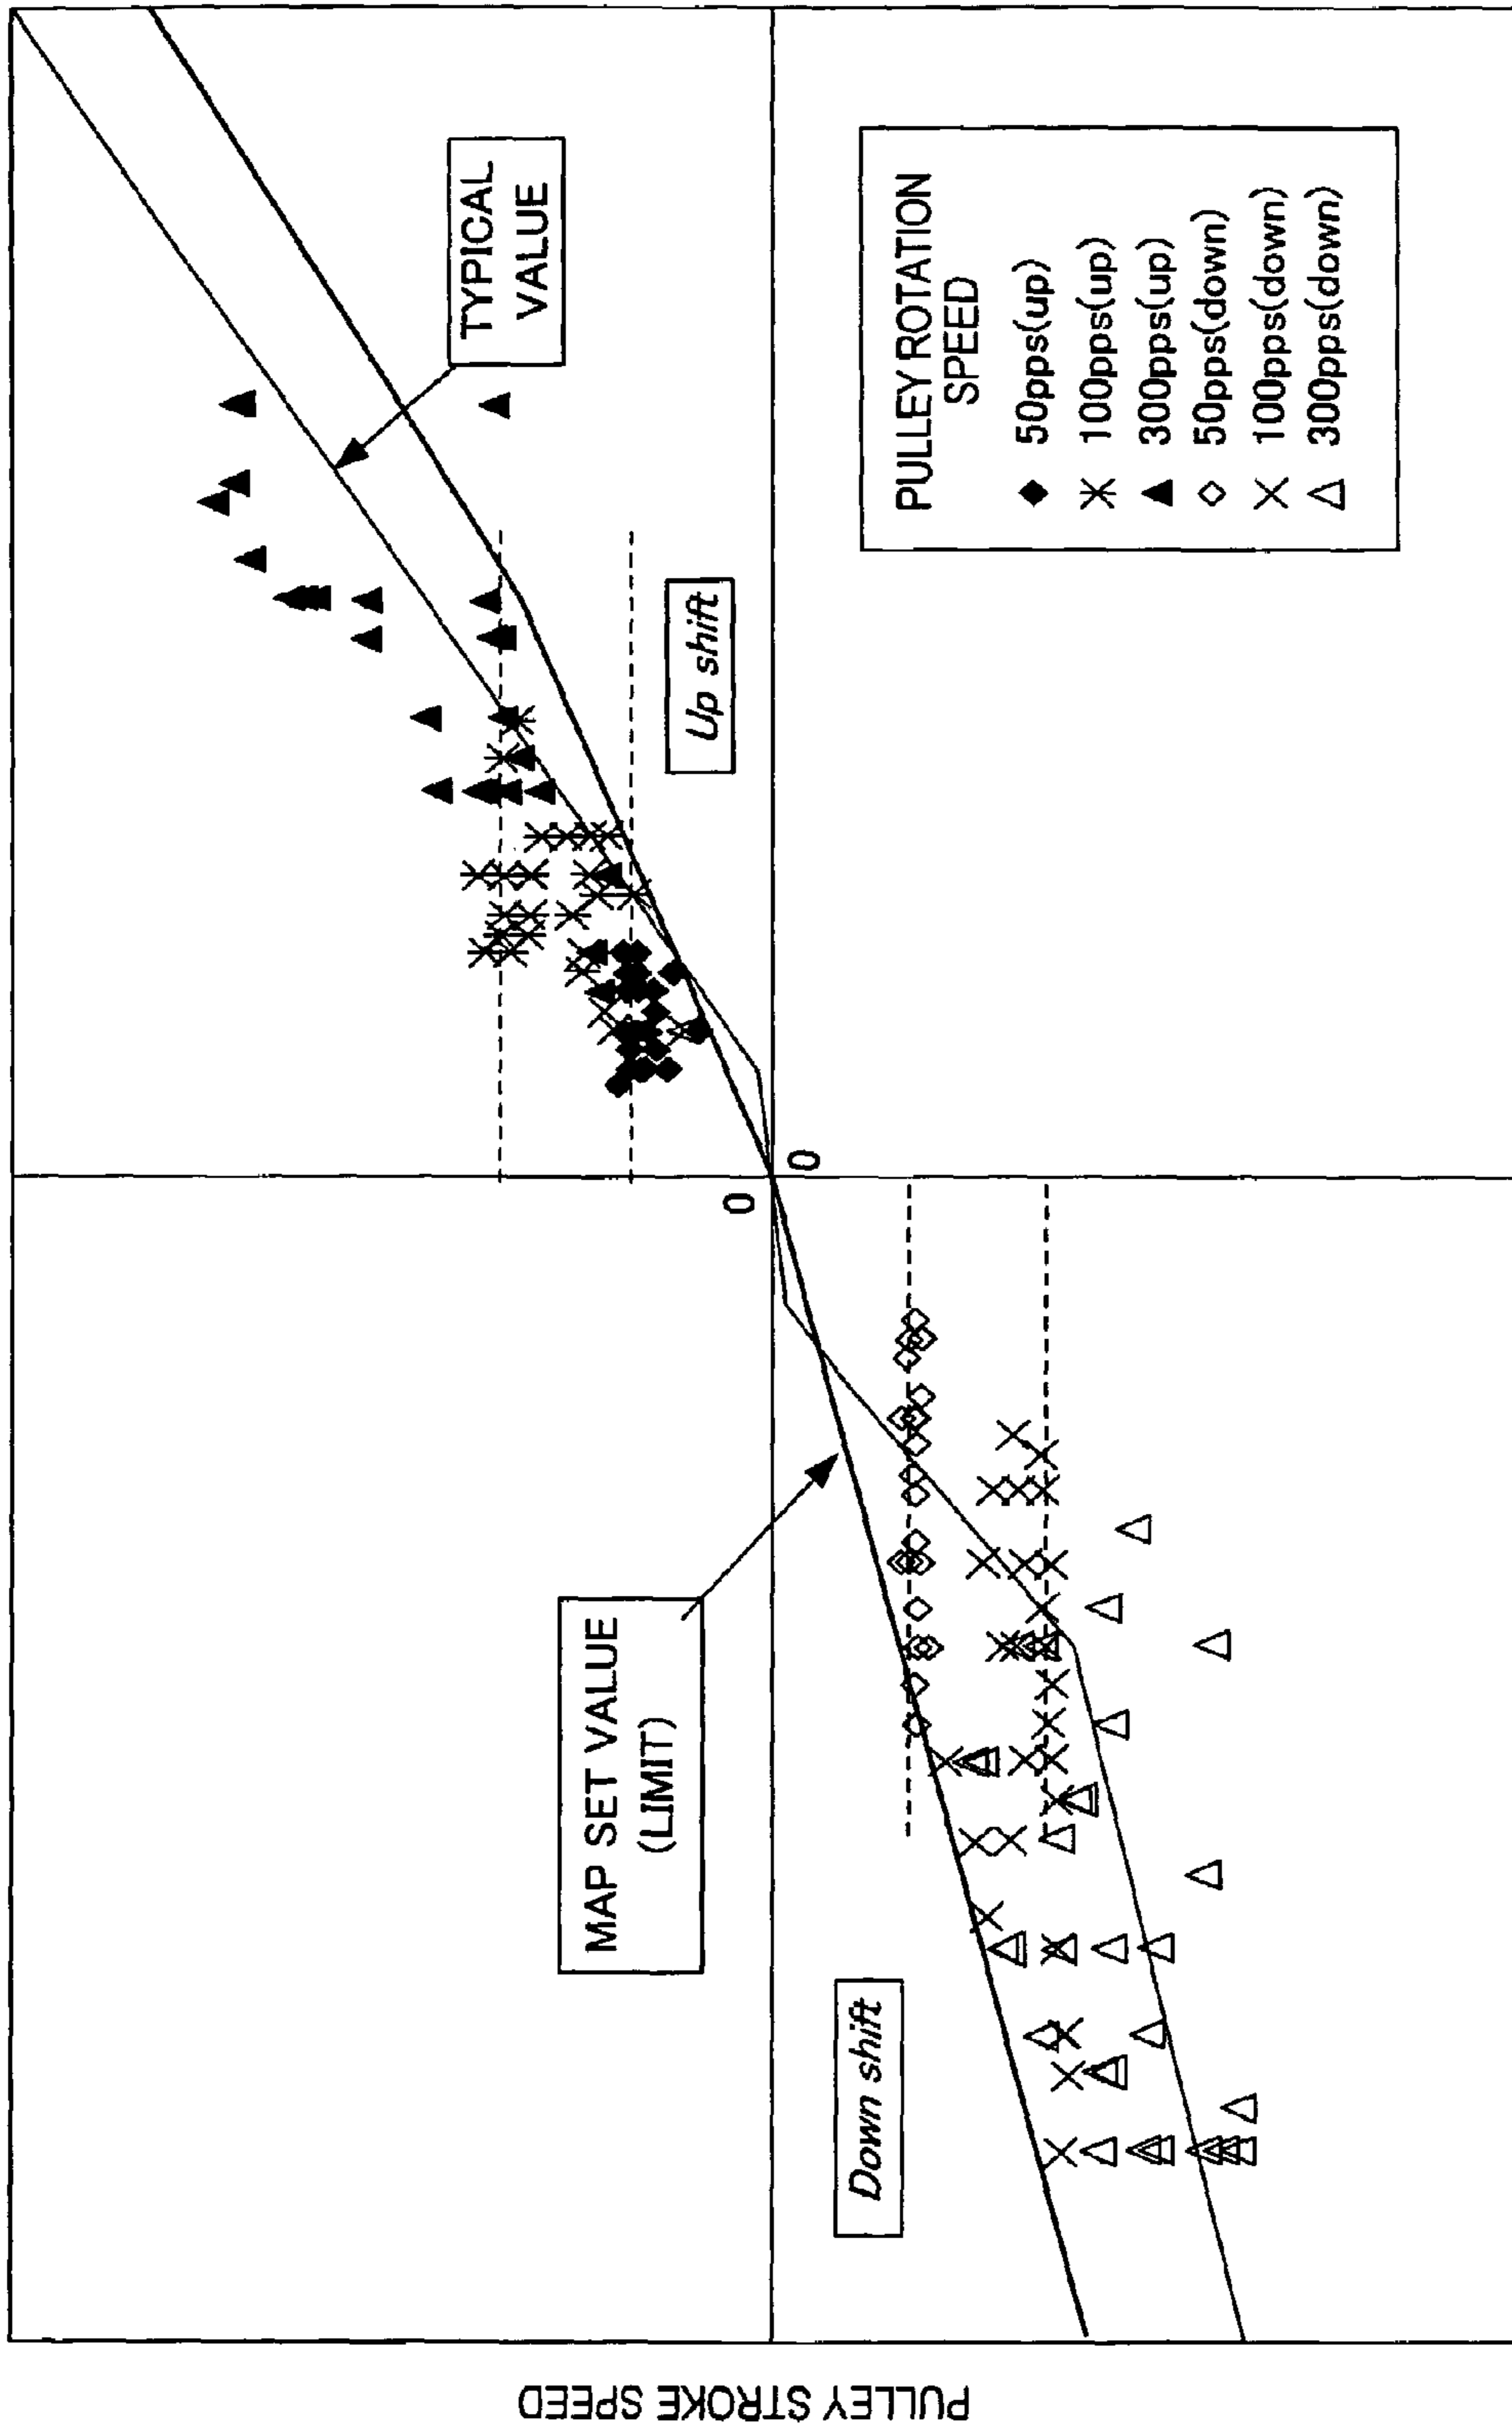 PULLEY STROKE SPEED
TYPICAL
VALUE
Up shift
0
0
MAP SET VALUE
(LIMIT)
Down shift
PULLEY ROTATION
SPEED
50pps(up)
100pps(up)
300pps(up)
50pps(down)
100pps(down)
300pps(down)